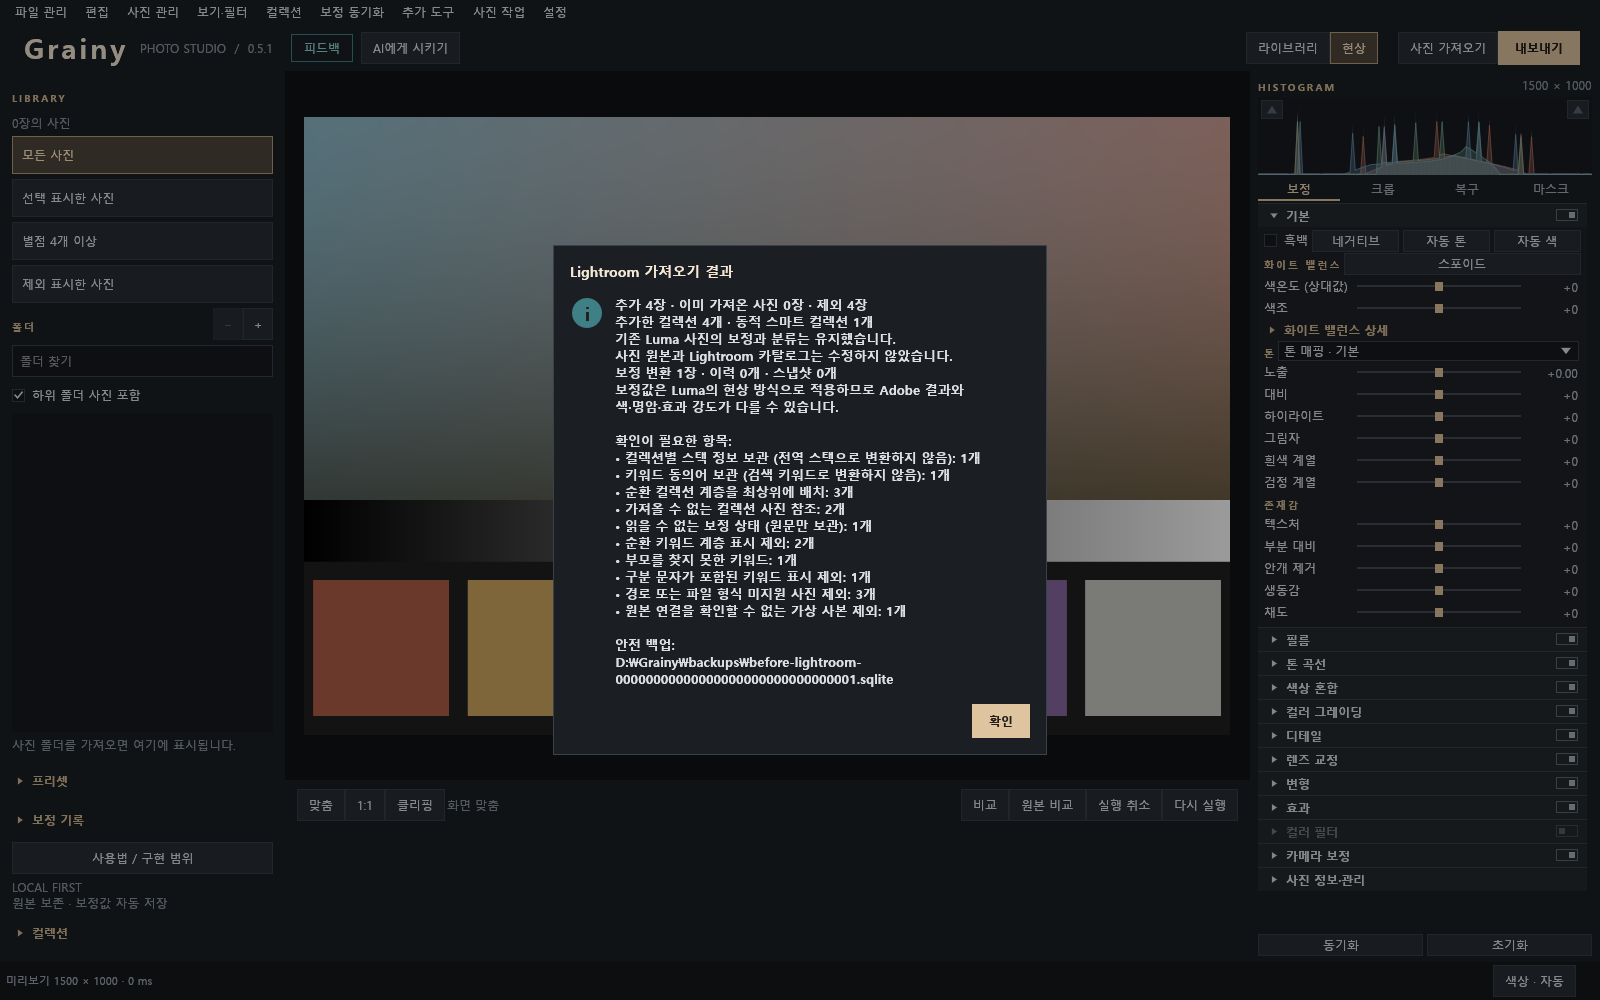 파일 관리 편집 사진 관리 보기·필터 컬렉션 보정 동기화 추가 도구 사진 작업 설정
Grainy PHOTO STUDIO / 0.5.1 피드백 AI에게 시키기 라이브러리 현상 사진 가져오기 내보내기
LIBRARY
0장의 사진
모든 사진
선택 표시한 사진
별점 4개 이상
제외 표시한 사진
폴더 − +
폴더 찾기
하위 폴더 사진 포함
사진 폴더를 가져오면 여기에 표시됩니다.
프리셋
보정 기록
사용법 / 구현 범위
LOCAL FIRST
원본 보존 · 보정값 자동 저장
컬렉션
미리보기 1500 × 1000 · 0 ms
Lightroom 가져오기 결과
추가 4장 · 이미 가져온 사진 0장 · 제외 4장
추가한 컬렉션 4개 · 동적 스마트 컬렉션 1개
기존 Luma 사진의 보정과 분류는 유지했습니다.
사진 원본과 Lightroom 카탈로그는 수정하지 않았습니다.
보정 변환 1장 · 이력 0개 · 스냅샷 0개
보정값은 Luma의 현상 방식으로 적용하므로 Adobe 결과와
색·명암·효과 강도가 다를 수 있습니다.
확인이 필요한 항목:
• 컬렉션별 스택 정보 보관 (전역 스택으로 변환하지 않음): 1개
• 키워드 동의어 보관 (검색 키워드로 변환하지 않음): 1개
• 순환 컬렉션 계층을 최상위에 배치: 3개
• 가져올 수 없는 컬렉션 사진 참조: 2개
• 읽을 수 없는 보정 상태 (원문만 보관): 1개
• 순환 키워드 계층 표시 제외: 2개
• 부모를 찾지 못한 키워드: 1개
• 구분 문자가 포함된 키워드 표시 제외: 1개
• 경로 또는 파일 형식 미지원 사진 제외: 3개
• 원본 연결을 확인할 수 없는 가상 사본 제외: 1개
안전 백업:
D:₩Grainy₩backups₩before-lightroom-
00000000000000000000000000000001.sqlite
확인
맞춤 1:1 클리핑 화면 맞춤 비교 원본 비교 실행 취소 다시 실행
HISTOGRAM 1500 × 1000
보정 크롭 복구 마스크
기본
흑백 네거티브 자동 톤 자동 색
화이트 밸런스 스포이드
색온도 (상대값) +0
색조 +0
화이트 밸런스 상세
톤 톤 매핑 · 기본
노출 +0.00
대비 +0
하이라이트 +0
그림자 +0
흰색 계열 +0
검정 계열 +0
존재감
텍스처 +0
부분 대비 +0
안개 제거 +0
생동감 +0
채도 +0
필름
톤 곡선
색상 혼합
컬러 그레이딩
디테일
렌즈 교정
변형
효과
컬러 필터
카메라 보정
사진 정보·관리
동기화 초기화
색상 · 자동